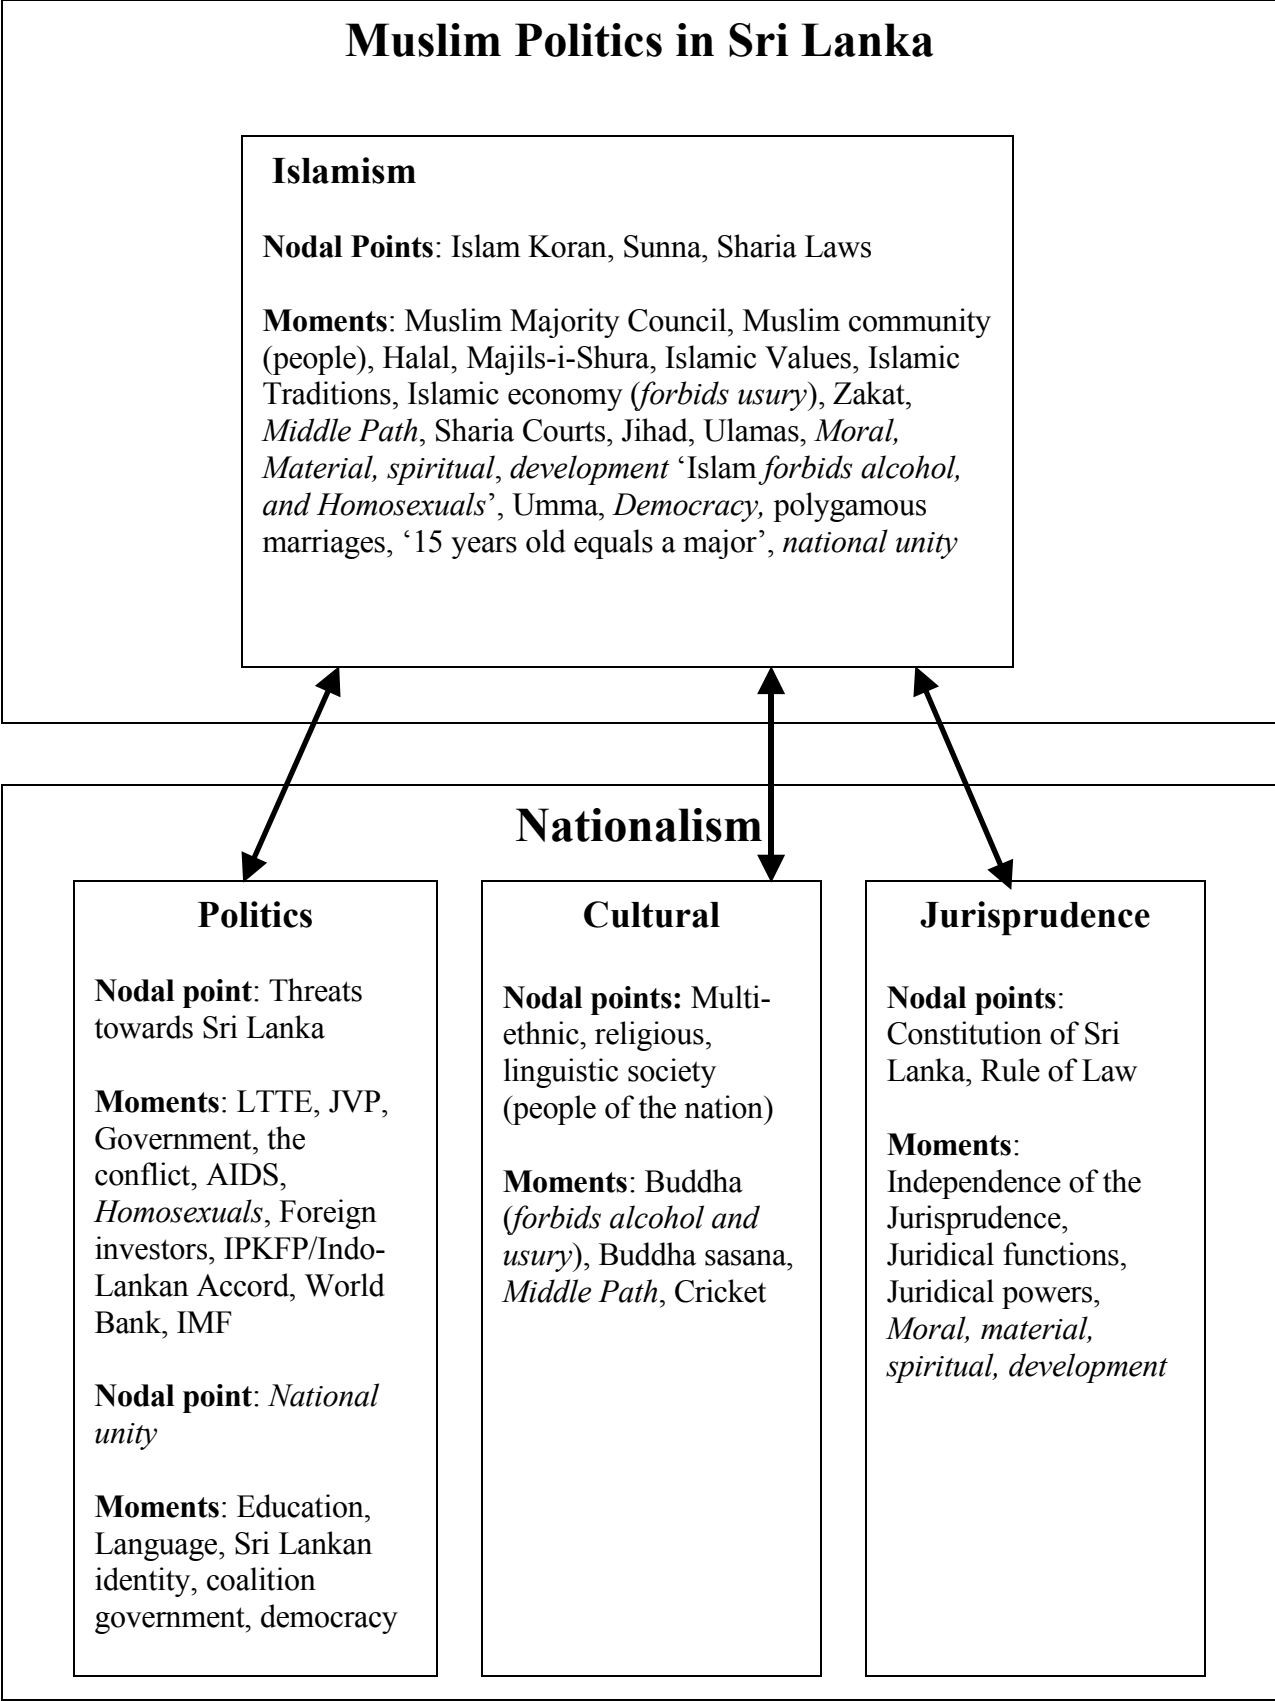 Muslim Politics in Sri Lanka
Islamism
Nodal Points: Islam Koran, Sunna, Sharia Laws
Moments: Muslim Majority Council, Muslim community
(people), Halal, Majils-i-Shura, Islamic Values, Islamic
Traditions, Islamic economy (forbids usury), Zakat,
Middle Path, Sharia Courts, Jihad, Ulamas, Moral,
Material, spiritual, development ‘Islam forbids alcohol,
and Homosexuals’, Umma, Democracy, polygamous
marriages, ‘15 years old equals a major’, national unity
Nationalism
Politics
Nodal point: Threats
towards Sri Lanka
Moments: LTTE, JVP,
Government, the
conflict, AIDS,
Homosexuals, Foreign
investors, IPKFP/Indo-
Lankan Accord, World
Bank, IMF
Nodal point: National
unity
Moments: Education,
Language, Sri Lankan
identity, coalition
government, democracy
Cultural
Nodal points: Multi-
ethnic, religious,
linguistic society
(people of the nation)
Moments: Buddha
(forbids alcohol and
usury), Buddha sasana,
Middle Path, Cricket
Jurisprudence
Nodal points:
Constitution of Sri
Lanka, Rule of Law
Moments:
Independence of the
Jurisprudence,
Juridical functions,
Juridical powers,
Moral, material,
spiritual, development